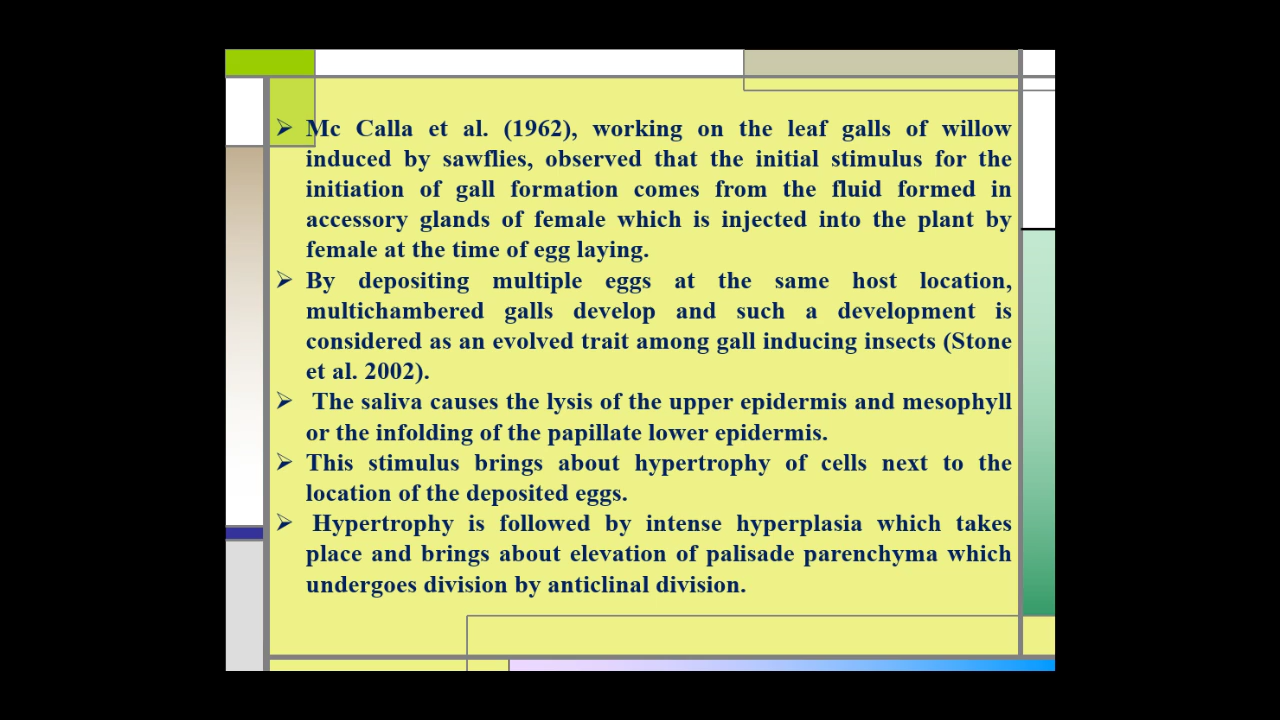 ➢ Mc Calla et al. (1962), working on the leaf galls of willow
induced by sawflies, observed that the initial stimulus for the
initiation of gall formation comes from the fluid formed in
accessory glands of female which is injected into the plant by
female at the time of egg laying.
➢ By depositing multiple eggs at the same host location,
multichambered galls develop and such a development is
considered as an evolved trait among gall inducing insects (Stone
et al. 2002).
➢ The saliva causes the lysis of the upper epidermis and mesophyll
or the infolding of the papillate lower epidermis.
➢ This stimulus brings about hypertrophy of cells next to the
location of the deposited eggs.
➢ Hypertrophy is followed by intense hyperplasia which takes
place and brings about elevation of palisade parenchyma which
undergoes division by anticlinal division.